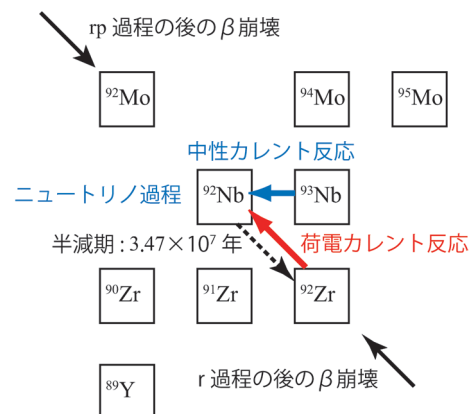 rp 過程の後のβ崩壊
⁹²Mo ⁹⁴Mo ⁹⁵Mo
中性カレント反応
ニュートリノ過程 ⁹²Nb ⁹³Nb
半減期 : 3.47×10⁷ 年 荷電カレント反応
⁹⁰Zr ⁹¹Zr ⁹²Zr
r 過程の後のβ崩壊
⁸⁹Y